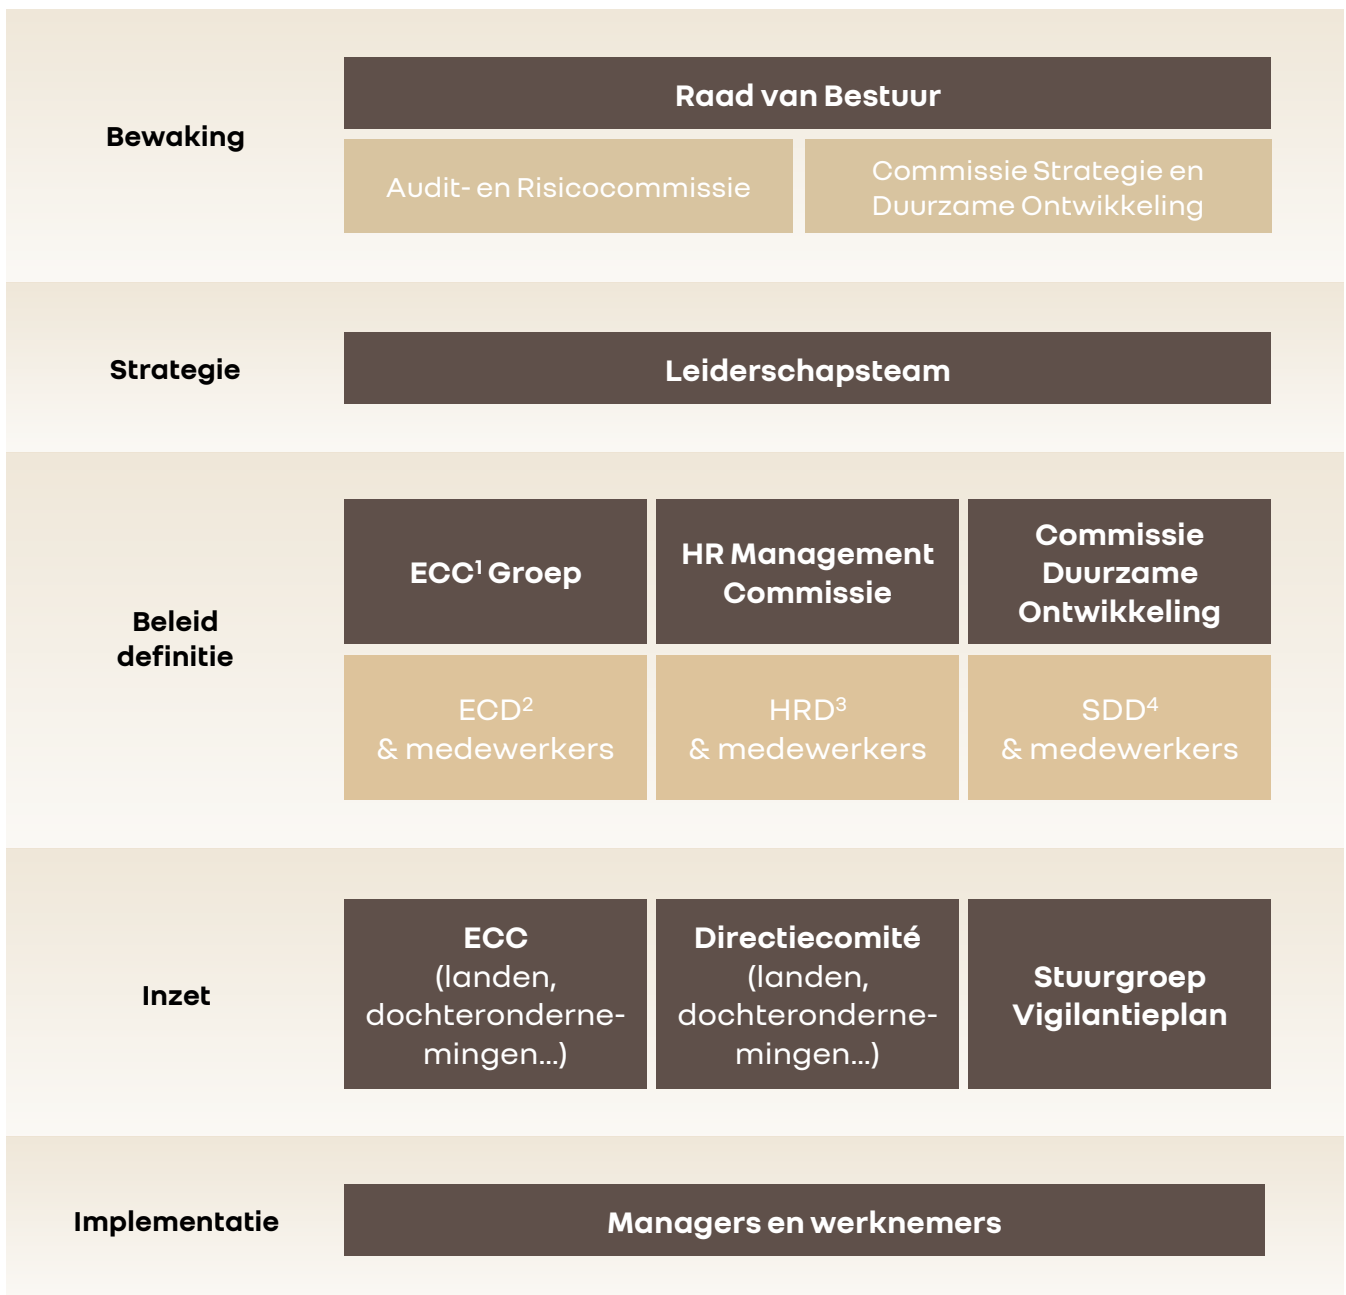 Bewaking
Raad van Bestuur
Audit- en Risicocommissie
Commissie Strategie en
Duurzame Ontwikkeling
Strategie
Leiderschapsteam
Beleid
definitie
ECC¹ Groep
HR Management
Commissie
Commissie
Duurzame
Ontwikkeling
ECD²
& medewerkers
HRD³
& medewerkers
SDD⁴
& medewerkers
Inzet
ECC
(landen,
dochteronderne-
mingen...)
Directiecomité
(landen,
dochteronderne-
mingen...)
Stuurgroep
Vigilantieplan
Implementatie
Managers en werknemers